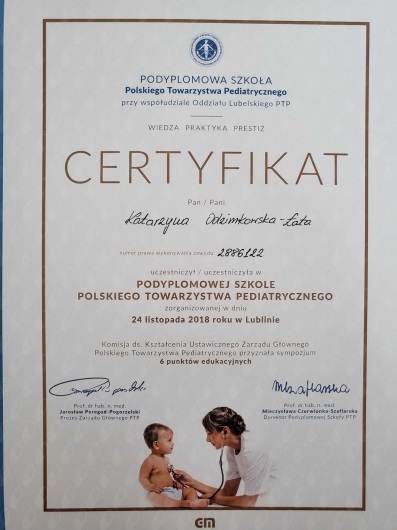 PODYPLOMOWA SZKOŁA
Polskiego Towarzystwa Pediatrycznego
przy współudziale Oddziału Lubelskiego PTP
WIEDZA PRAKTYKA PRESTIŻ
CERTYFIKAT
Pan / Pani
Katarzyna Odzimkowska-Łata
numer prawa wykonywania zawodu: 2886122
uczestniczył / uczestniczyła w
PODYPLOMOWEJ SZKOLE
POLSKIEGO TOWARZYSTWA PEDIATRYCZNEGO
zorganizowanej w dniu
24 listopada 2018 roku w Lublinie
Komisja ds. Kształcenia Ustawicznego Zarządu Głównego
Polskiego Towarzystwa Pediatrycznego przyznała sympozjum
6 punktów edukacyjnych
Prof. dr hab. n. med.
Jarosław Peregud-Pogorzelski
Prezes Zarządu Głównego PTP
Prof. dr hab. n. med.
Mieczysława Czerwionka-Szaflarska
Dyrektor Podyplomowej Szkoły PTP